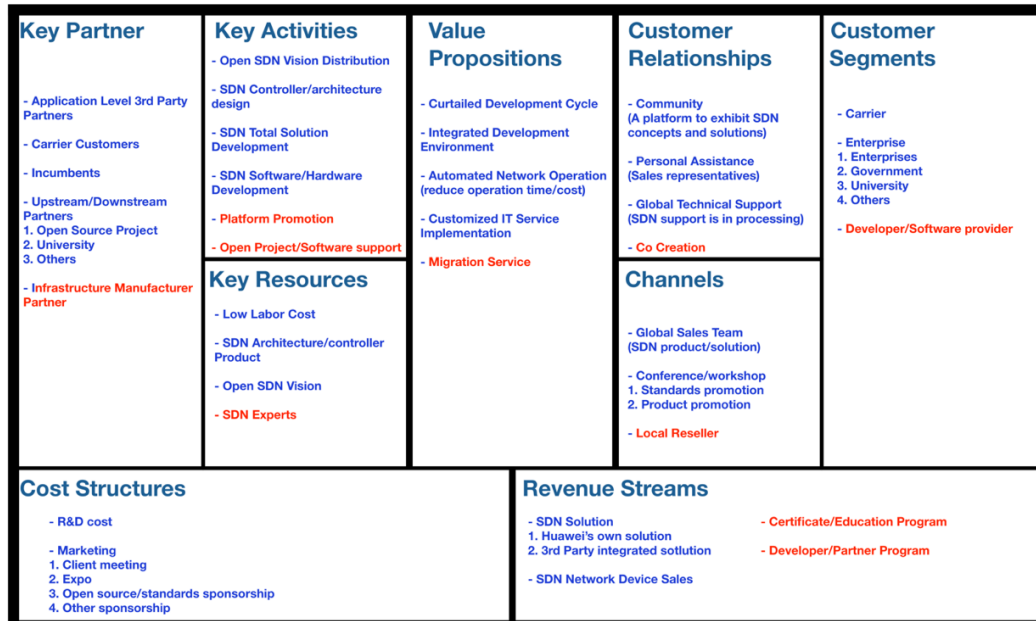 Key Partner
- Application Level 3rd Party
Partners
- Carrier Customers
- Incumbents
- Upstream/Downstream
Partners
1. Open Source Project
2. University
3. Others
- Infrastructure Manufacturer
Partner
Key Activities
- Open SDN Vision Distribution
- SDN Controller/architecture
design
- SDN Total Solution
Development
- SDN Software/Hardware
Development
- Platform Promotion
- Open Project/Software support
Key Resources
- Low Labor Cost
- SDN Architecture/controller
Product
- Open SDN Vision
- SDN Experts
Value
Propositions
- Curtailed Development Cycle
- Integrated Development
Environment
- Automated Network Operation
(reduce operation time/cost)
- Customized IT Service
Implementation
- Migration Service
Customer
Relationships
- Community
(A platform to exhibit SDN
concepts and solutions)
- Personal Assistance
(Sales representatives)
- Global Technical Support
(SDN support is in processing)
- Co Creation
Channels
- Global Sales Team
(SDN product/solution)
- Conference/workshop
1. Standards promotion
2. Product promotion
- Local Reseller
Customer
Segments
- Carrier
- Enterprise
1. Enterprises
2. Government
3. University
4. Others
- Developer/Software provider
Cost Structures
- R&D cost
- Marketing
1. Client meeting
2. Expo
3. Open source/standards sponsorship
4. Other sponsorship
Revenue Streams
- SDN Solution
1. Huawei's own solution
2. 3rd Party integrated sotlution
- SDN Network Device Sales
- Certificate/Education Program
- Developer/Partner Program